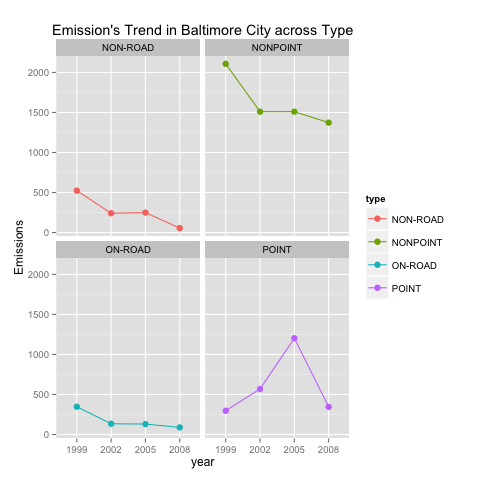 Emission's Trend in Baltimore City across Type
NON-ROAD
NONPOINT
2000
1500
1000
500
0
ON-ROAD
POINT
2000
1500
1000
500
0
1999 2002 2005 2008
1999 2002 2005 2008
year
Emissions
type
NON-ROAD
NONPOINT
ON-ROAD
POINT